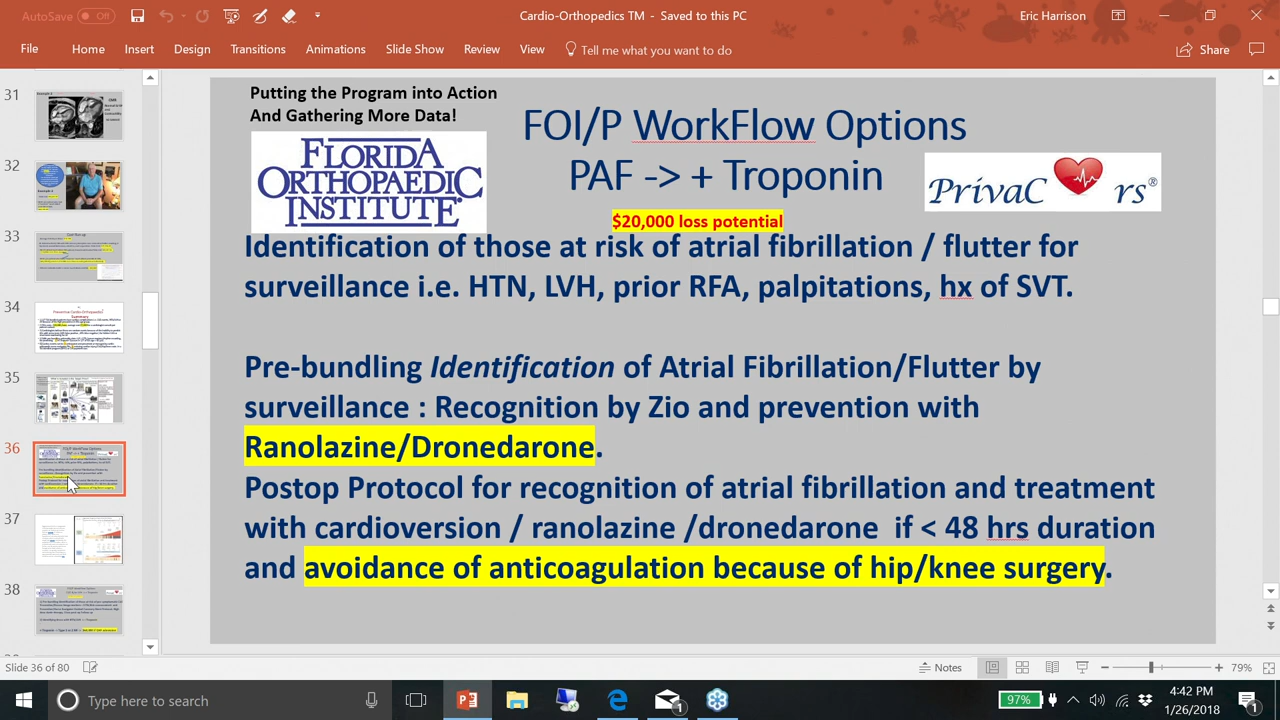 AutoSave Off
Cardio-Orthopedics TM - Saved to this PC
Eric Harrison
File Home Insert Design Transitions Animations Slide Show Review View Tell me what you want to do Share
31
32
33
34
35
36
37
38
Putting the Program into Action
And Gathering More Data!
FLORIDA
ORTHOPAEDIC
INSTITUTE®
FOI/P WorkFlow Options
PAF -> + Troponin
PrivaC rs®
$20,000 loss potential
Identification of those at risk of atrial fibrillation / flutter for
surveillance i.e. HTN, LVH, prior RFA, palpitations, hx of SVT.
Pre-bundling Identification of Atrial Fibrillation/Flutter by
surveillance : Recognition by Zio and prevention with
Ranolazine/Dronedarone.
Postop Protocol for recognition of atrial fibrillation and treatment
with cardioversion / ranolazine /dronedarone if < 48 hrs duration
and avoidance of anticoagulation because of hip/knee surgery.
Slide 36 of 80
Notes
79%
Type here to search
1
97%
4:42 PM
1/26/2018
1